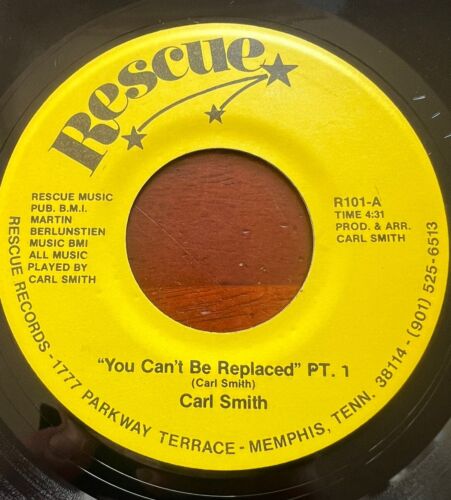 Rescue
RESCUE MUSIC
PUB. B.M.I.
MARTIN
BERLUNSTIEN
MUSIC BMI
ALL MUSIC
PLAYED BY
CARL SMITH
R101-A
TIME 4:31
PROD. & ARR.
CARL SMITH
"You Can't Be Replaced" PT. 1
(Carl Smith)
Carl Smith
RESCUE RECORDS - 1777 PARKWAY TERRACE - MEMPHIS, TENN. 38114 - (901) 525-6513